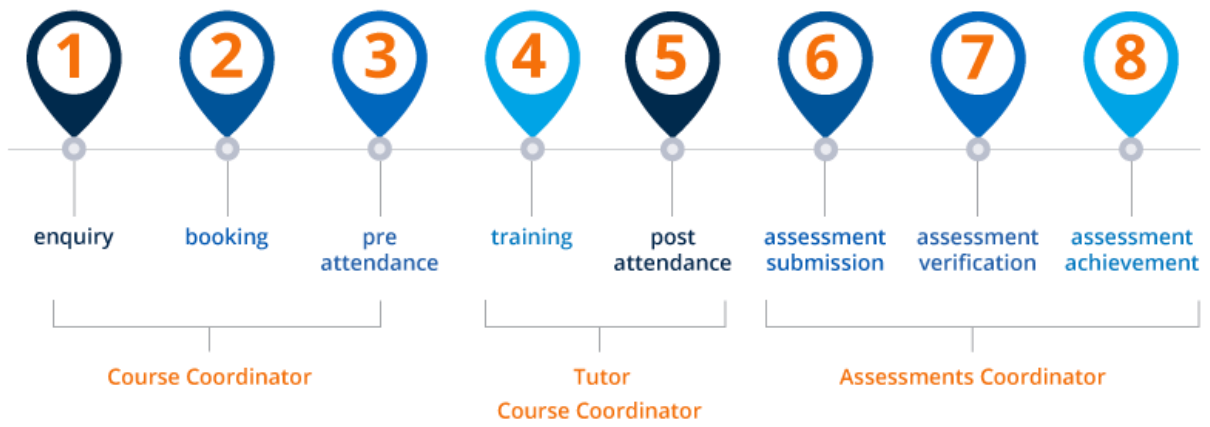 1 2 3 4 5 6 7 8
enquiry
booking
pre
attendance
training
post
attendance
assessment
submission
assessment
verification
assessment
achievement
Course Coordinator
Tutor
Course Coordinator
Assessments Coordinator